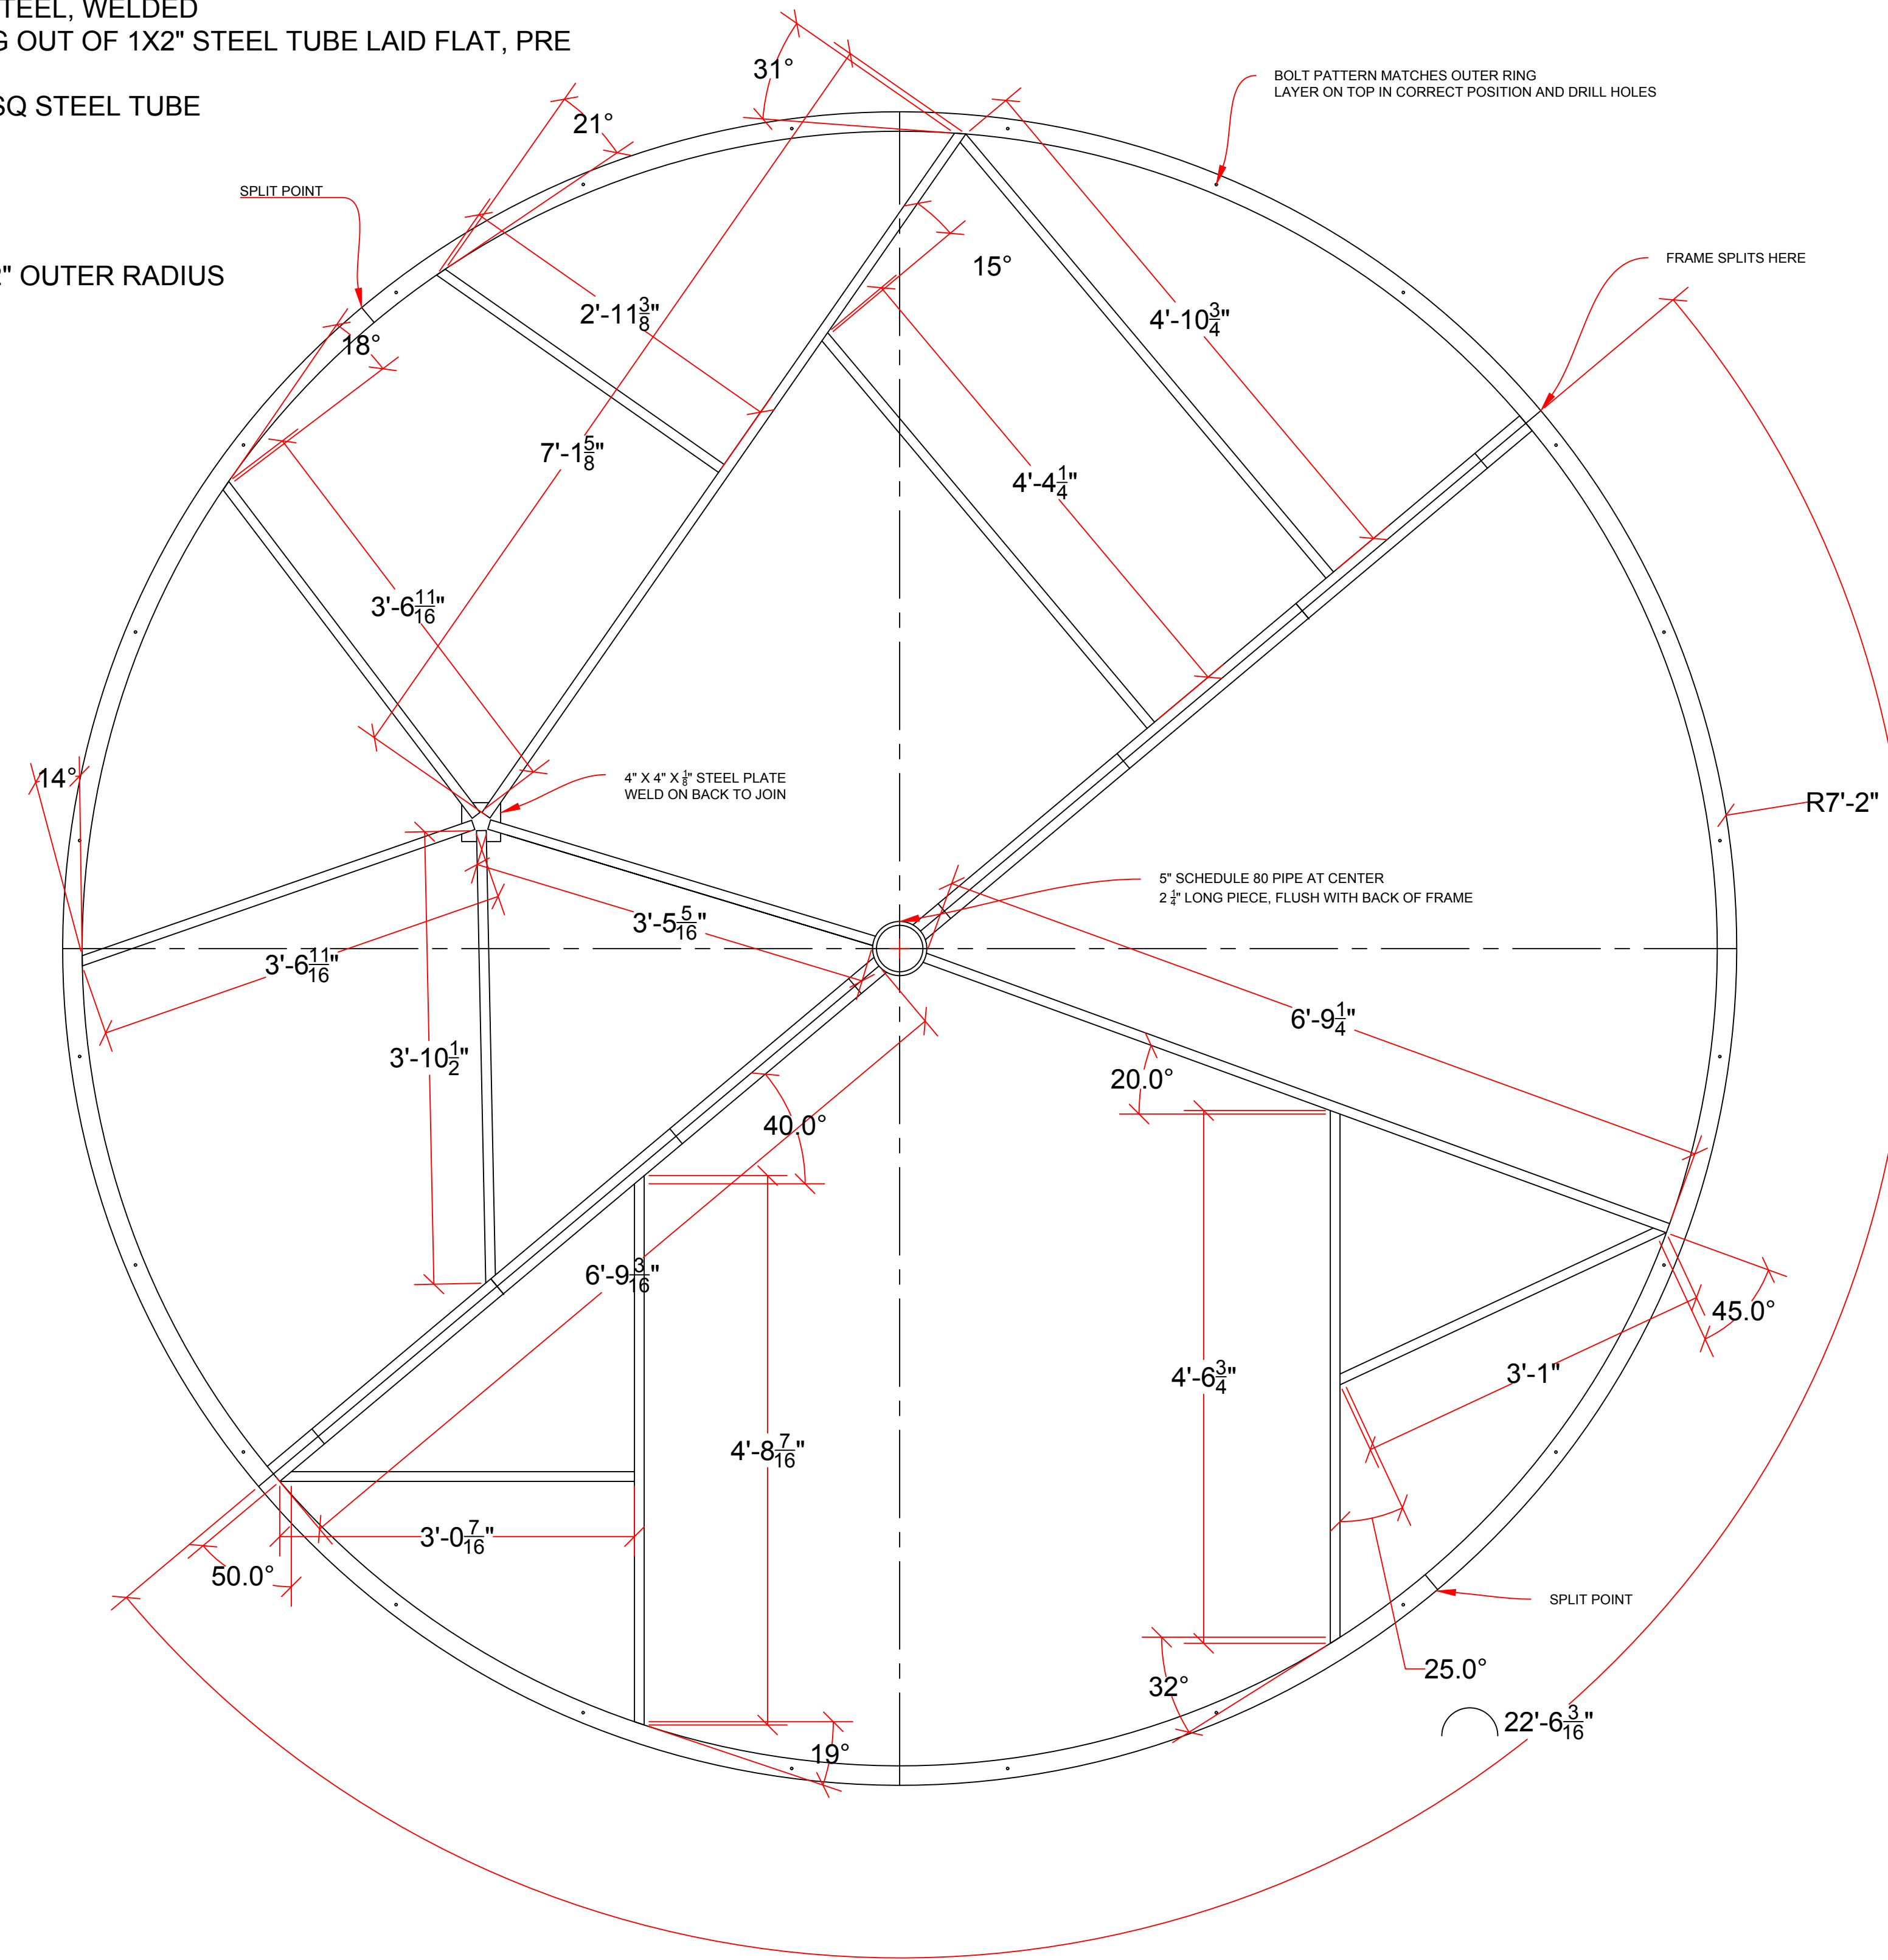 TEEL, WELDED
G OUT OF 1X2" STEEL TUBE LAID FLAT, PRE
SQ STEEL TUBE
2" OUTER RADIUS
31°
BOLT PATTERN MATCHES OUTER RING
LAYER ON TOP IN CORRECT POSITION AND DRILL HOLES
21°
SPLIT POINT
FRAME SPLITS HERE
15°
2'-11 3/8"
4'-10 3/4"
18°
7'-1 5/8"
4'-4 1/4"
3'-6 11/16"
14°
4" X 4" X 1/8" STEEL PLATE
WELD ON BACK TO JOIN
R7'-2"
5" SCHEDULE 80 PIPE AT CENTER
2 1/4" LONG PIECE, FLUSH WITH BACK OF FRAME
3'-5 5/16"
3'-6 11/16"
6'-9 1/4"
3'-10 1/2"
20.0°
40.0°
6'-9 3/16"
45.0°
3'-1"
4'-6 3/4"
4'-8 7/16"
3'-0 7/16"
50.0°
SPLIT POINT
25.0°
32°
22'-6 3/16"
19°